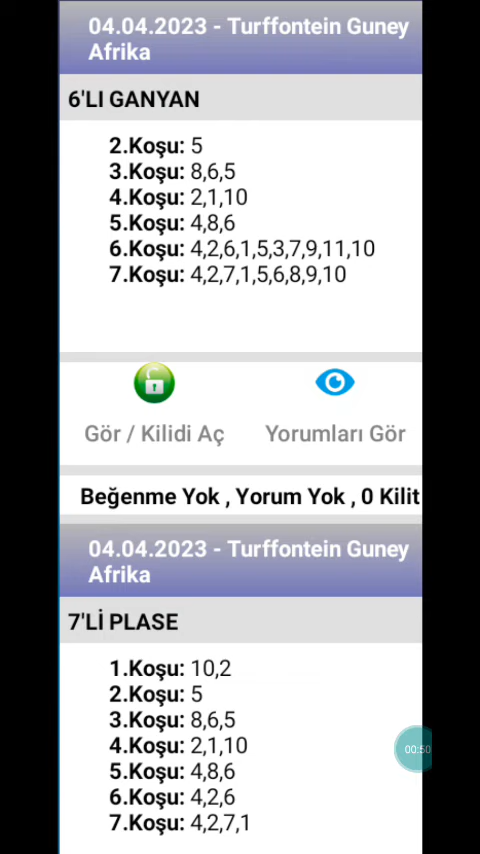 04.04.2023 - Turffontein Guney
Afrika
6'LI GANYAN
2.Koşu: 5
3.Koşu: 8,6,5
4.Koşu: 2,1,10
5.Koşu: 4,8,6
6.Koşu: 4,2,6,1,5,3,7,9,11,10
7.Koşu: 4,2,7,1,5,6,8,9,10
Gör / Kilidi Aç
Yorumları Gör
Beğenme Yok , Yorum Yok , 0 Kilit
04.04.2023 - Turffontein Guney
Afrika
7'Lİ PLASE
1.Koşu: 10,2
2.Koşu: 5
3.Koşu: 8,6,5
4.Koşu: 2,1,10
5.Koşu: 4,8,6
6.Koşu: 4,2,6
7.Koşu: 4,2,7,1
00:50